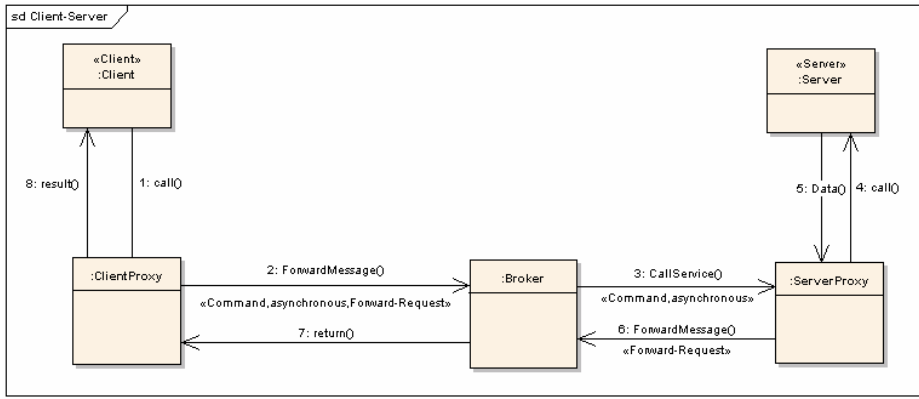 sd Client-Server
«Client»
:Client
«Server»
:Server
8: result()
1: call()
5: Data()
4: call()
:ClientProxy
2: ForwardMessage()
«Command,asynchronous,Forward-Request»
7: return()
:Broker
3: CallService()
«Command,asynchronous»
6: ForwardMessage()
«Forward-Request»
:ServerProxy